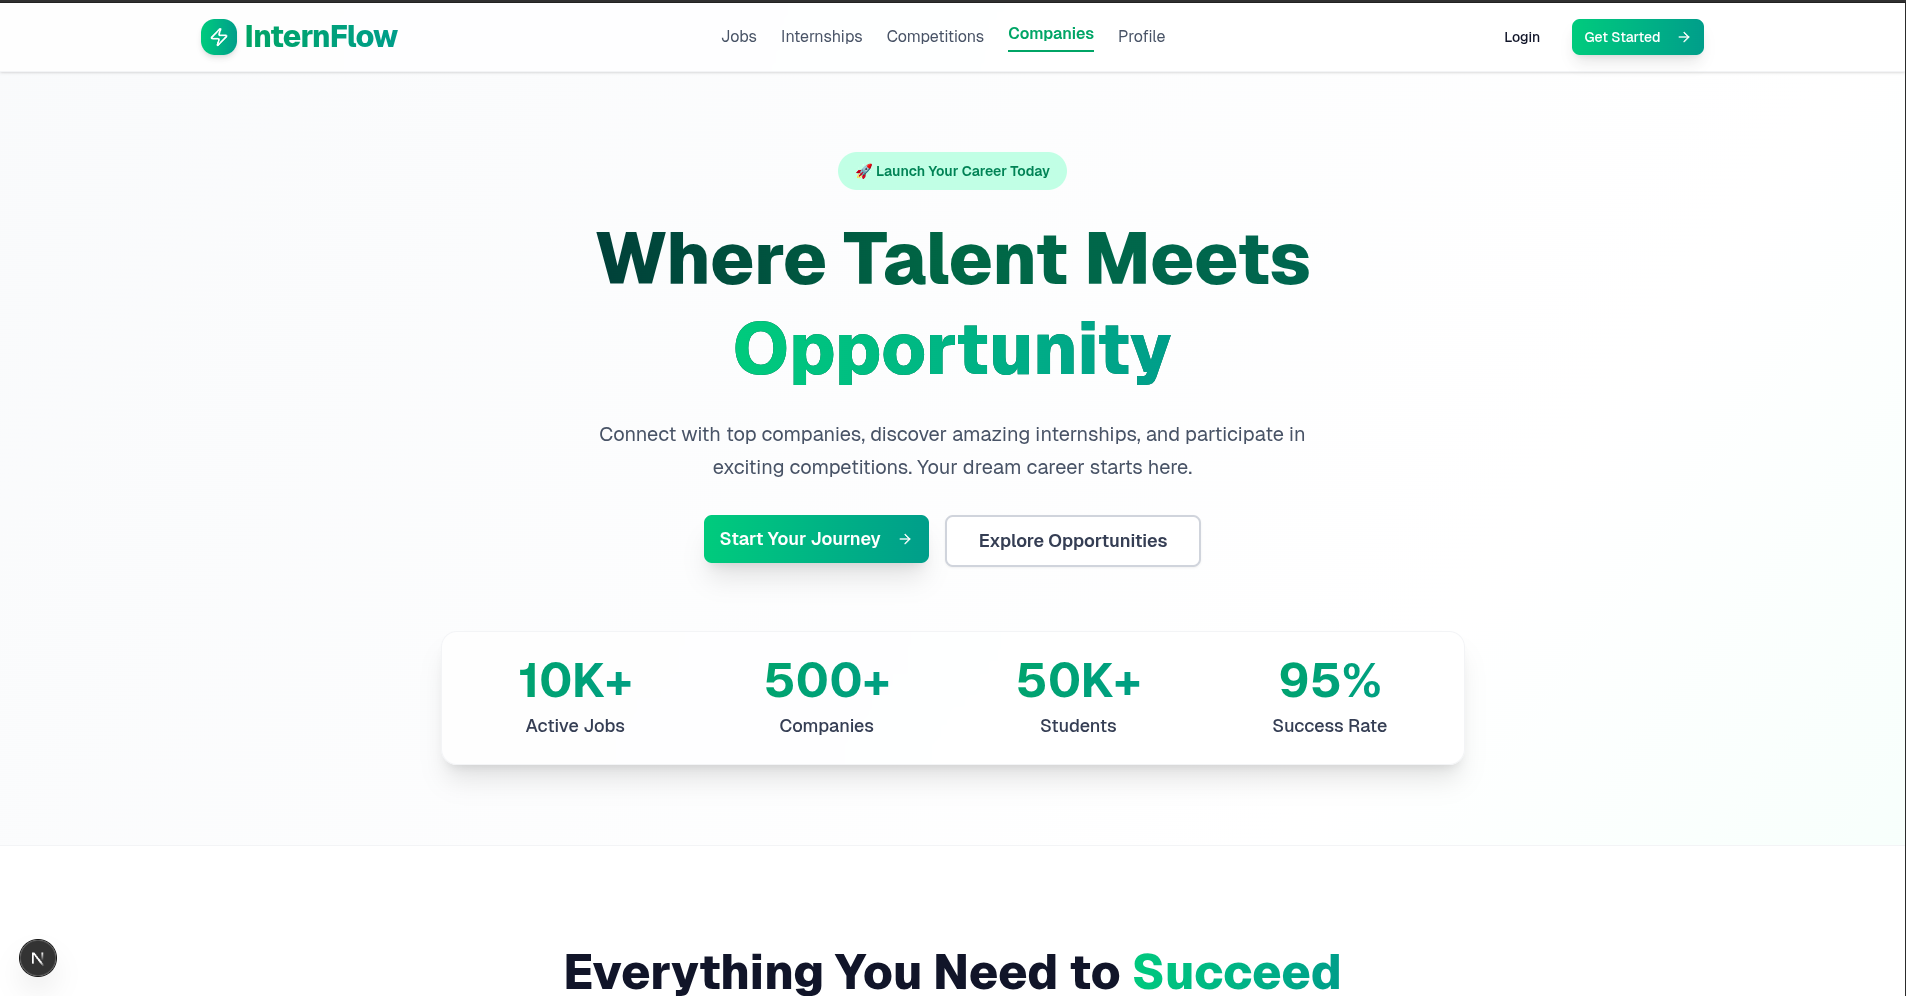 InternFlow
Jobs Internships Competitions Companies Profile
Login
Get Started →
🚀 Launch Your Career Today
Where Talent Meets
Opportunity
Connect with top companies, discover amazing internships, and participate in
exciting competitions. Your dream career starts here.
Start Your Journey →
Explore Opportunities
10K+
Active Jobs
500+
Companies
50K+
Students
95%
Success Rate
N
Everything You Need to Succeed